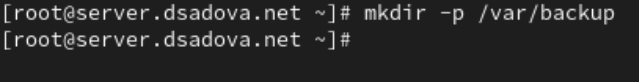 [root@server.dsadova.net ~]# mkdir -p /var/backup
[root@server.dsadova.net ~]#